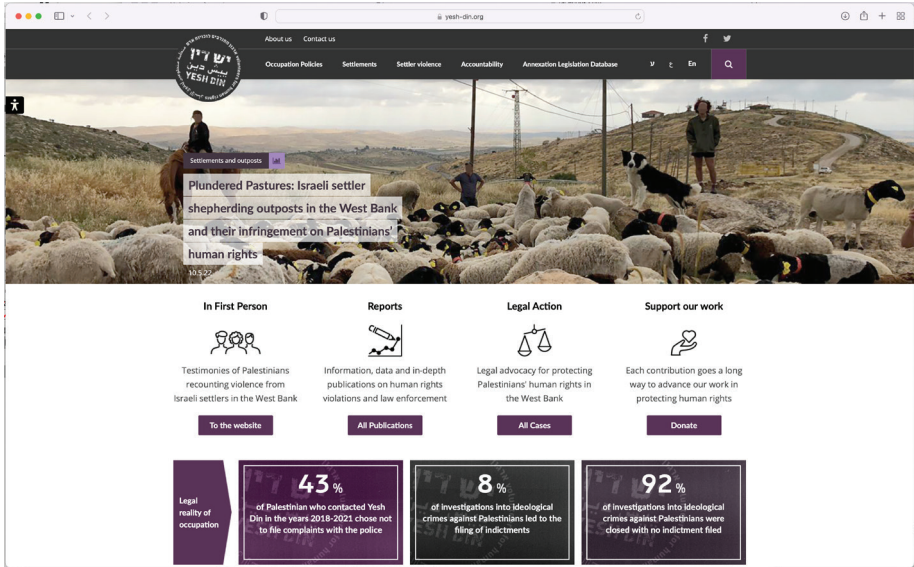 yesh-din.org
About us Contact us
יש דין
ييش دين
YESH DIN
Occupation Policies Settlements Settler violence Accountability Annexation Legislation Database ע ع En
Settlements and outposts
Plundered Pastures: Israeli settler
shepherding outposts in the West Bank
and their infringement on Palestinians'
human rights
10.5.22
In First Person
Testimonies of Palestinians
recounting violence from
Israeli settlers in the West Bank
To the website
Reports
Information, data and in-depth
publications on human rights
violations and law enforcement
All Publications
Legal Action
Legal advocacy for protecting
Palestinians' human rights in
the West Bank
All Cases
Support our work
Each contribution goes a long
way to advance our work in
protecting human rights
Donate
Legal
reality of
occupation
43 %
of Palestinian who contacted Yesh
Din in the years 2018-2021 chose not
to file complaints with the police
8 %
of investigations into ideological
crimes against Palestinians led to the
filing of indictments
92 %
of investigations into ideological
crimes against Palestinians were
closed with no indictment filed